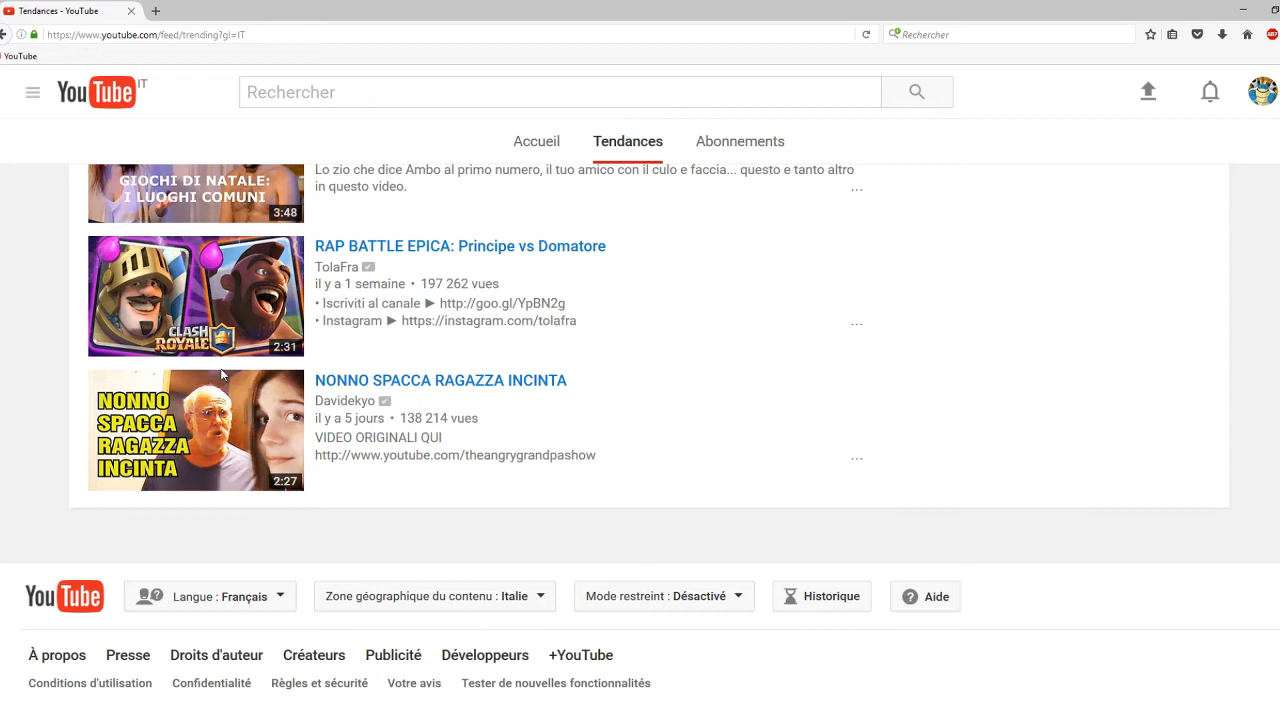 Tendances - YouTube
https://www.youtube.com/feed/trending?gl=IT
Rechercher
YouTube
YouTube IT
Rechercher
Accueil
Tendances
Abonnements
GIOCHI DI NATALE:
I LUOGHI COMUNI
3:48
Lo zio che dice Ambo al primo numero, il tuo amico con il culo e faccia... questo e tanto altro
in questo video.
...
CLASH
ROYALE
2:31
RAP BATTLE EPICA: Principe vs Domatore
TolaFra
il y a 1 semaine • 197 262 vues
• Iscriviti al canale ► http://goo.gl/YpBN2g
• Instagram ► https://instagram.com/tolafra
...
NONNO
SPACCA
RAGAZZA
INCINTA
2:27
NONNO SPACCA RAGAZZA INCINTA
Davidekyo
il y a 5 jours • 138 214 vues
VIDEO ORIGINALI QUI
http://www.youtube.com/theangrygrandpashow
...
YouTube
Langue : Français
Zone géographique du contenu : Italie
Mode restreint : Désactivé
Historique
Aide
À propos
Presse
Droits d'auteur
Créateurs
Publicité
Développeurs
+YouTube
Conditions d'utilisation
Confidentialité
Règles et sécurité
Votre avis
Tester de nouvelles fonctionnalités